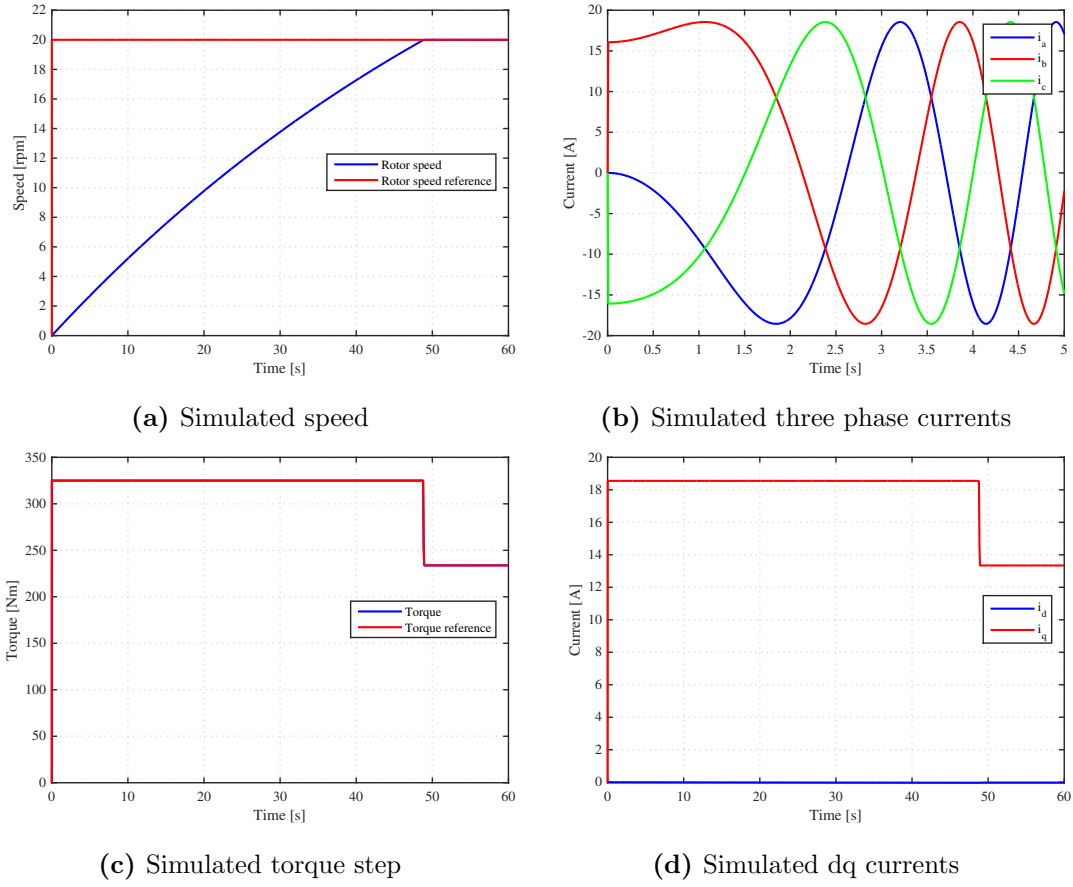 22
20
18
16
14
12
10
8
6
4
2
0
Speed [rpm]
Rotor speed
Rotor speed reference
0 10 20 30 40 50 60
Time [s]
(a) Simulated speed
20
15
10
5
0
-5
-10
-15
-20
Current [A]
i_a
i_b
i_c
0 0.5 1 1.5 2 2.5 3 3.5 4 4.5 5
Time [s]
(b) Simulated three phase currents
350
300
250
200
150
100
50
0
Torque [Nm]
Torque
Torque reference
0 10 20 30 40 50 60
Time [s]
(c) Simulated torque step
20
18
16
14
12
10
8
6
4
2
0
Current [A]
i_d
i_q
0 10 20 30 40 50 60
Time [s]
(d) Simulated dq currents